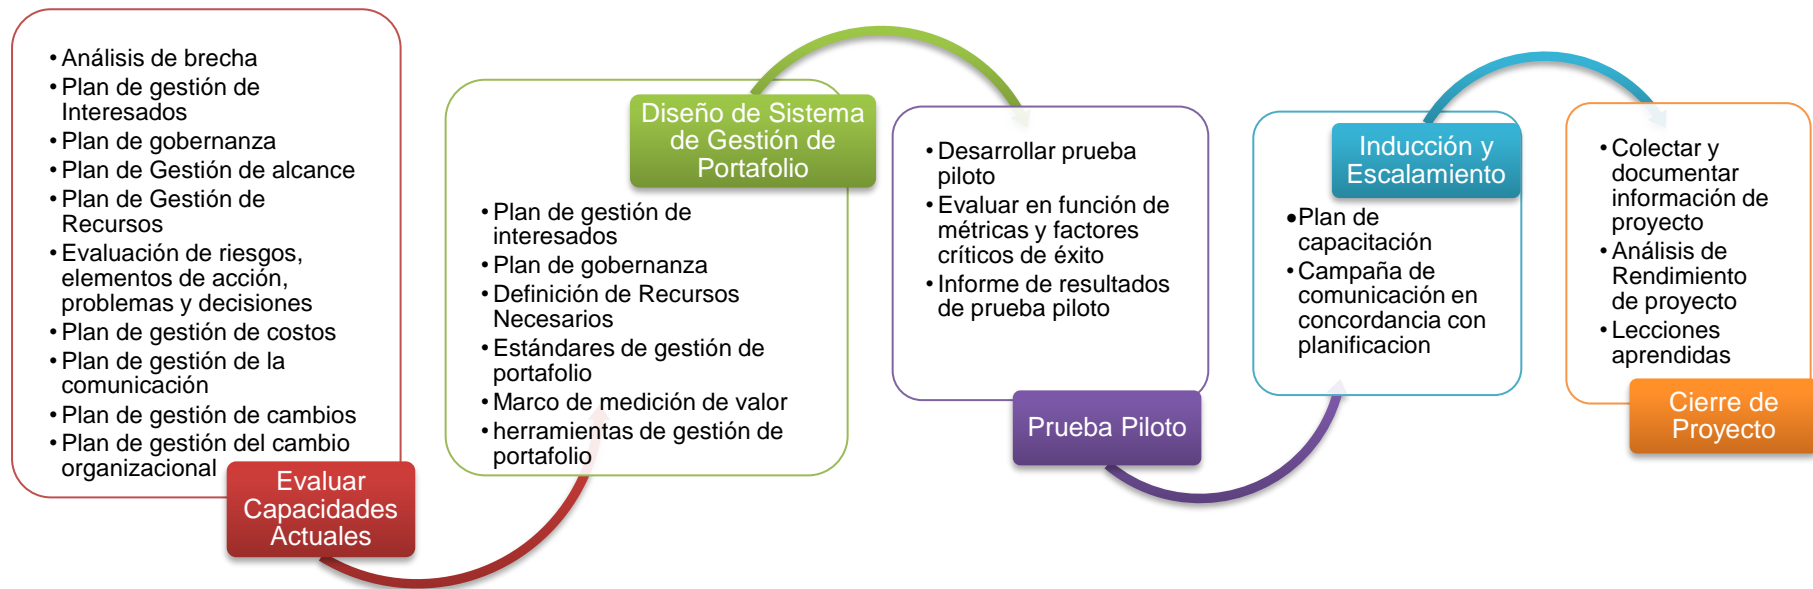 •Análisis de brecha
•Plan de gestión de
Interesados
•Plan de gobernanza
•Plan de Gestión de alcance
•Plan de Gestión de
Recursos
•Evaluación de riesgos,
elementos de acción,
problemas y decisiones
•Plan de gestión de costos
•Plan de gestión de la
comunicación
•Plan de gestión de cambios
•Plan de gestión del cambio
organizacional
Evaluar
Capacidades
Actuales
Diseño de Sistema
de Gestión de
Portafolio
•Plan de gestión de
interesados
•Plan de gobernanza
•Definición de Recursos
Necesarios
•Estándares de gestión de
portafolio
•Marco de medición de valor
•herramientas de gestión de
portafolio
•Desarrollar prueba
piloto
•Evaluar en función de
métricas y factores
críticos de éxito
•Informe de resultados
de prueba piloto
Prueba Piloto
Inducción y
Escalamiento
•Plan de
capacitación
•Campaña de
comunicación en
concordancia con
planificacion
•Colectar y
documentar
información de
proyecto
•Análisis de
Rendimiento
de proyecto
•Lecciones
aprendidas
Cierre de
Proyecto